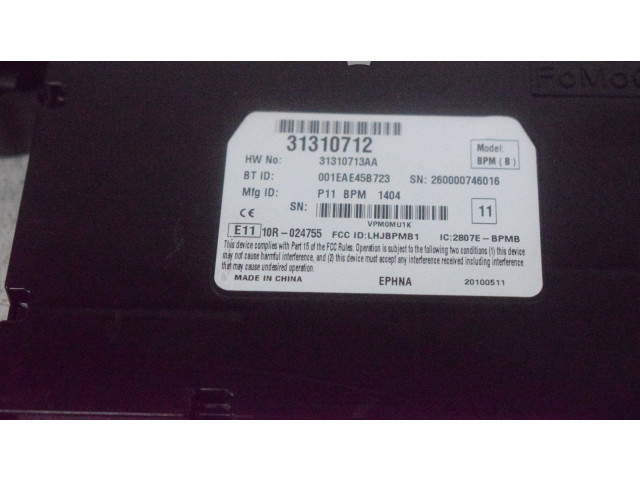 FoMoC
31310712
Model:
BPM ( B )
HW No: 31310713AA
BT ID: 001EAE45B723 SN: 260000746016
Mfg ID: P11 BPM 1404
SN:
VPM0MU1K
11
CE
E11 10R-024755 FCC ID:LHJBPMB1 IC:2807E-BPMB
This device complies with Part 15 of the FCC Rules; Operation is subject to the following two conditions (1) this device
may not cause harmful interference, and (2) this device must accept any interference received including interference
that may cause undesired operation.
MADE IN CHINA EPHNA 20100511